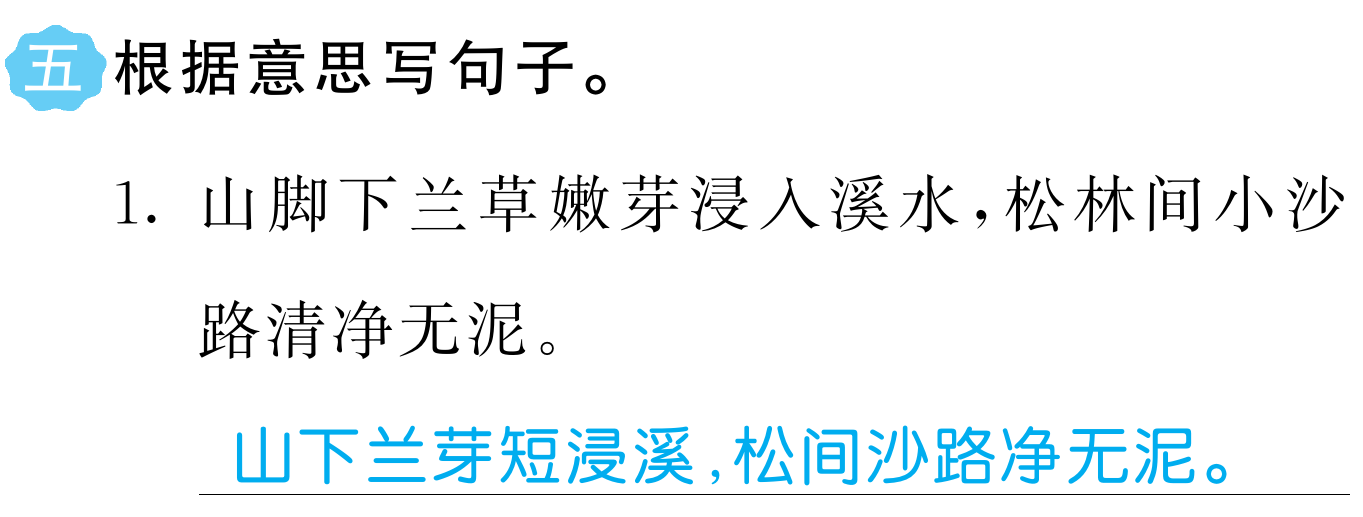 五 根据意思写句子。
1. 山脚下兰草嫩芽浸入溪水,松林间小沙
路清净无泥。
山下兰芽短浸溪,松间沙路净无泥。